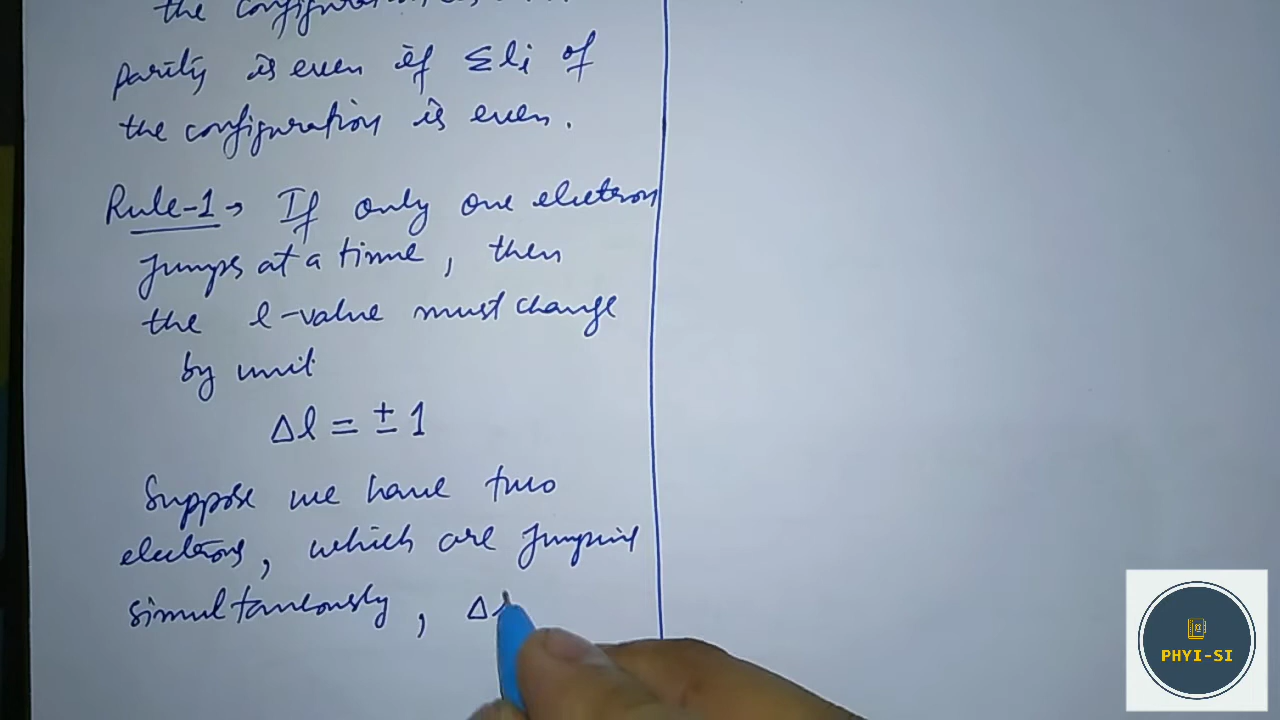 the configuration
parity is even if Σli of
the configuration is even.
Rule-1→ If only one electron
jumps at a time, then
the l-value must change
by unit
Δl = ± 1
Suppose we have two
electrons, which are jumping
simultaneously, Δ
PHYI-SI